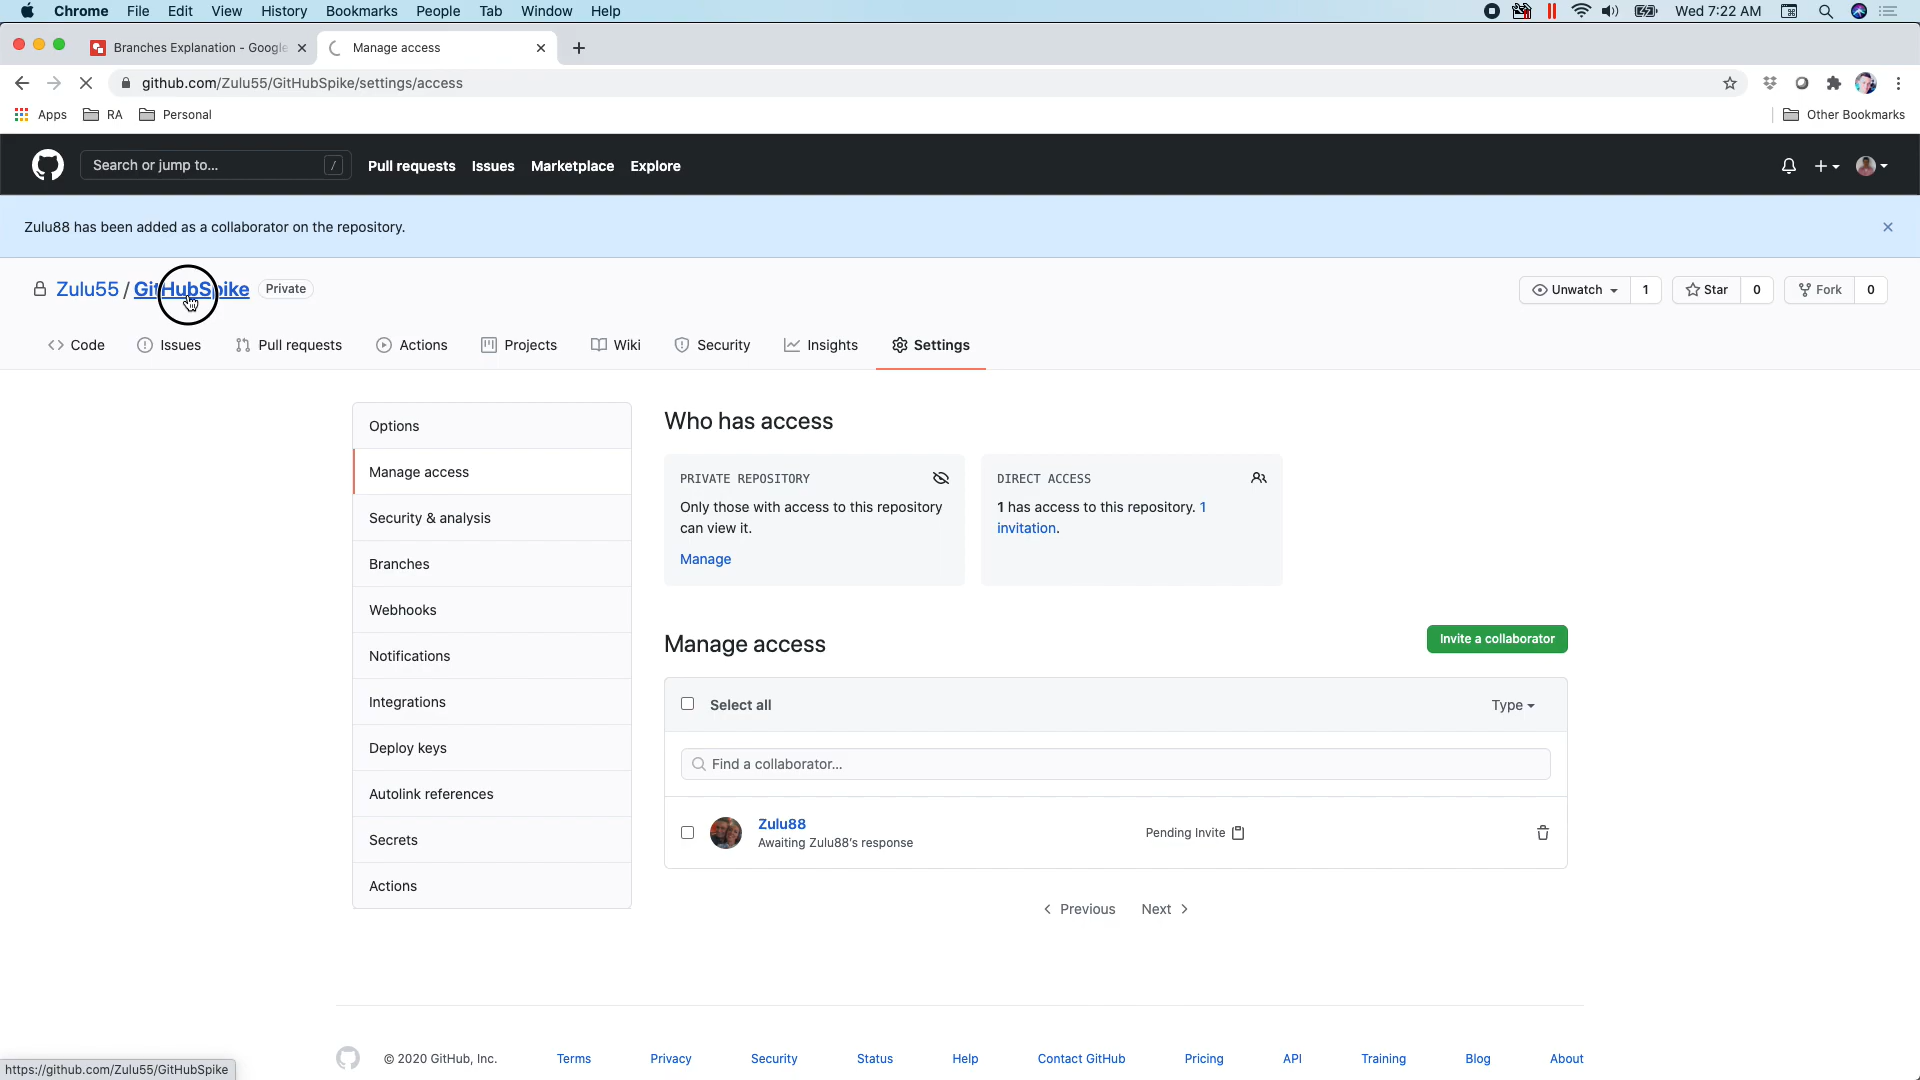 Chrome File Edit View History Bookmarks People Tab Window Help Wed 7:22 AM
Branches Explanation - Google Manage access
github.com/Zulu55/GitHubSpike/settings/access
Apps RA Personal Other Bookmarks
Search or jump to... / Pull requests Issues Marketplace Explore
Zulu88 has been added as a collaborator on the repository.
Zulu55 / GitHubSpike Private Unwatch 1 Star 0 Fork 0
Code Issues Pull requests Actions Projects Wiki Security Insights Settings
Options
Manage access
Security & analysis
Branches
Webhooks
Notifications
Integrations
Deploy keys
Autolink references
Secrets
Actions
Who has access
PRIVATE REPOSITORY
Only those with access to this repository
can view it.
Manage
DIRECT ACCESS
1 has access to this repository. 1
invitation.
Manage access
Invite a collaborator
Select all Type
Find a collaborator...
Zulu88
Awaiting Zulu88's response
Pending Invite
Previous Next
© 2020 GitHub, Inc. Terms Privacy Security Status Help Contact GitHub Pricing API Training Blog About
https://github.com/Zulu55/GitHubSpike